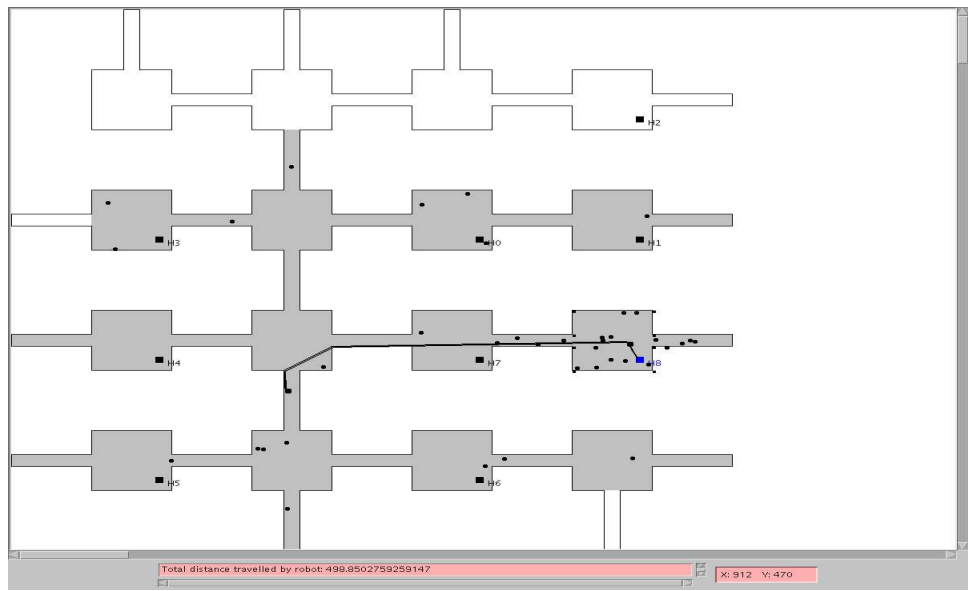 H2
H3
H0
H1
H4
H7
H8
H5
H6
Total distance travelled by robot: 498.8502759259147
X: 912 Y: 470